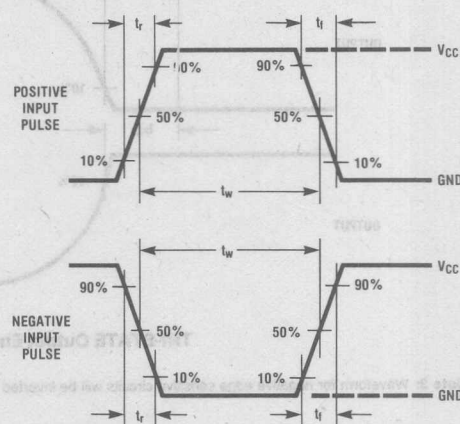 tr
tf
VCC
90%
90%
POSITIVE
INPUT
PULSE
50%
50%
10%
10%
tw
GND
tw
VCC
90%
90%
NEGATIVE
INPUT
PULSE
50%
50%
10%
10%
GND
tr
tf